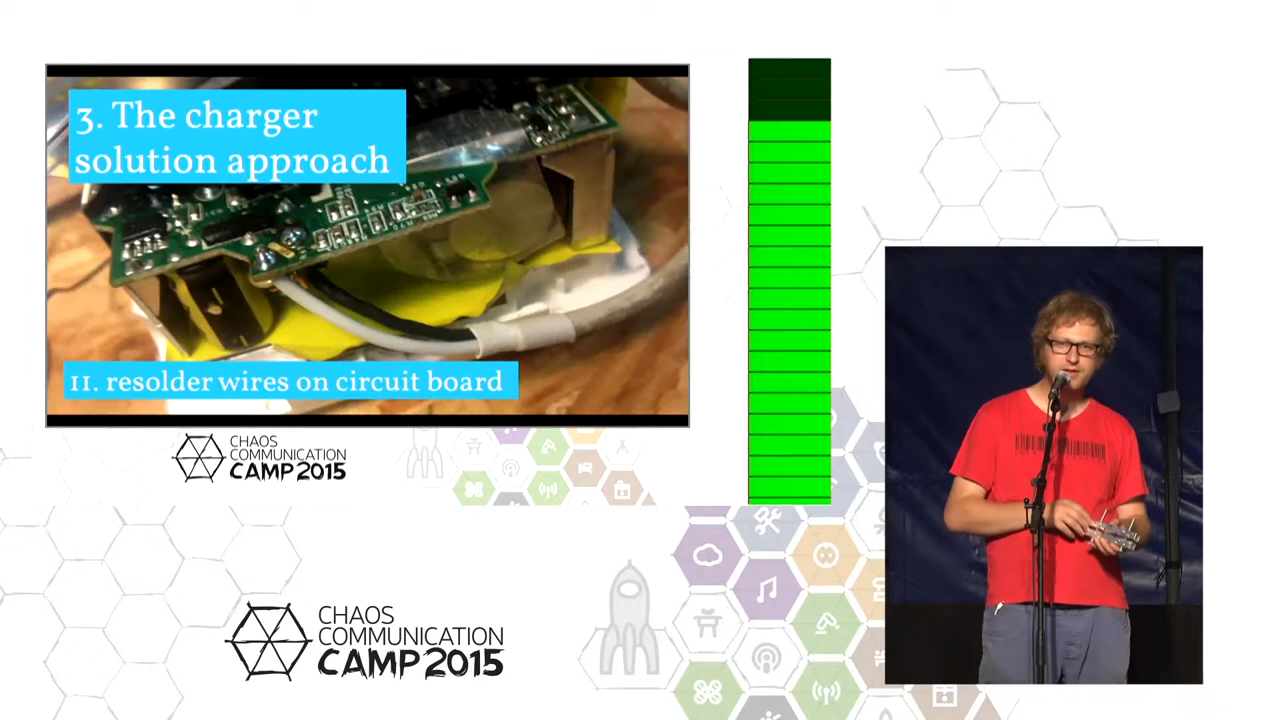 3. The charger
solution approach
11. resolder wires on circuit board
CHAOS
COMMUNICATION
CAMP 2015
CHAOS
COMMUNICATION
CAMP 2015